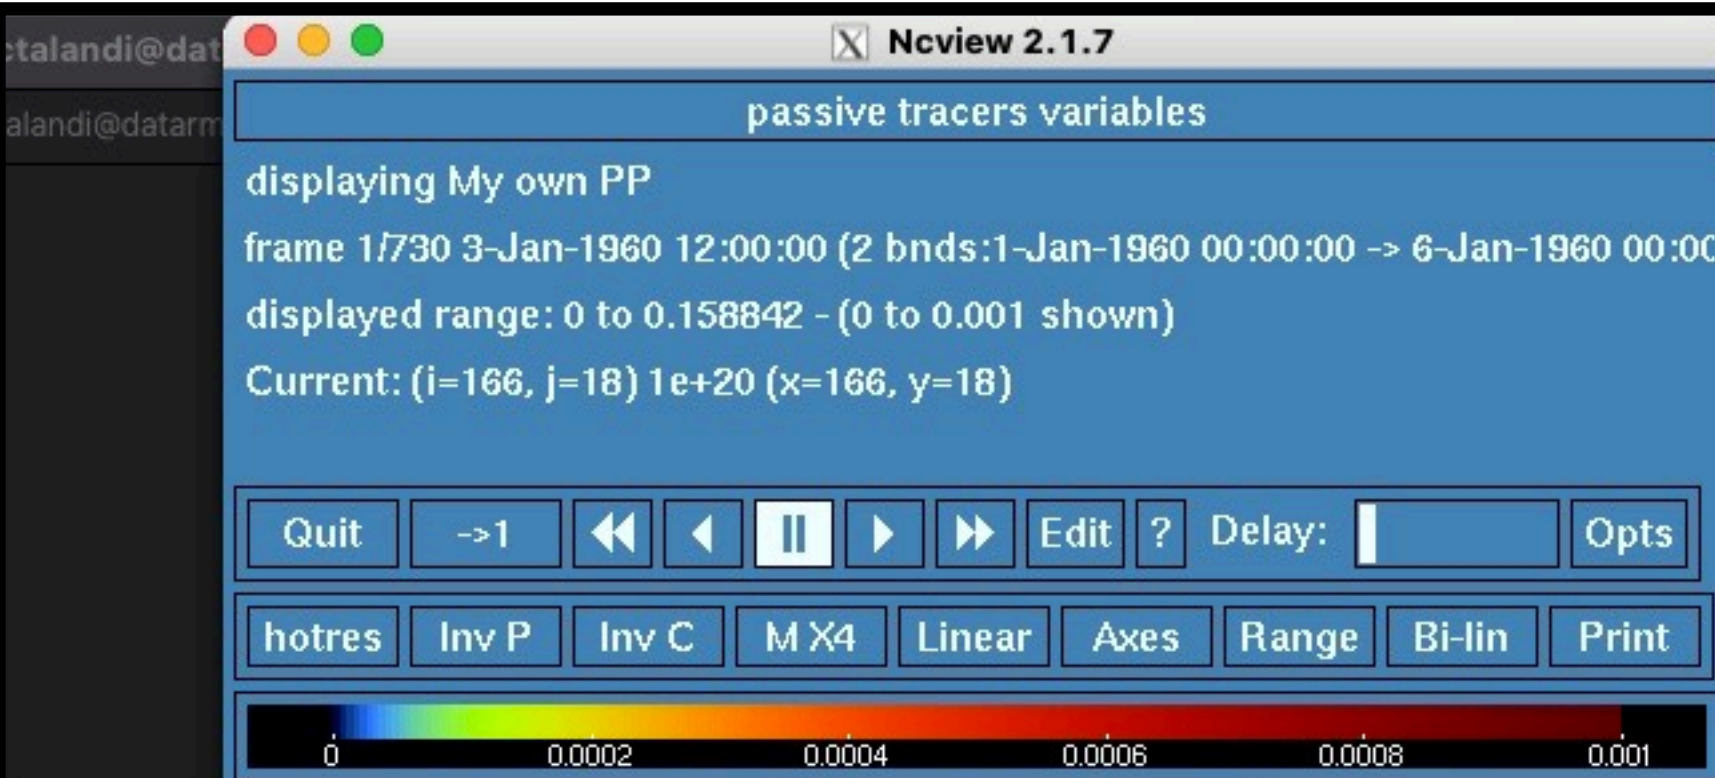 ctalandi@dat
Ncview 2.1.7
alandi@datarm
passive tracers variables
displaying My own PP
frame 1/730 3-Jan-1960 12:00:00 (2 bnds:1-Jan-1960 00:00:00 -> 6-Jan-1960 00:00
displayed range: 0 to 0.158842 - (0 to 0.001 shown)
Current: (i=166, j=18) 1e+20 (x=166, y=18)
Quit ->1 Edit ? Delay: Opts
hotres Inv P Inv C M X4 Linear Axes Range Bi-lin Print
0 0.0002 0.0004 0.0006 0.0008 0.001